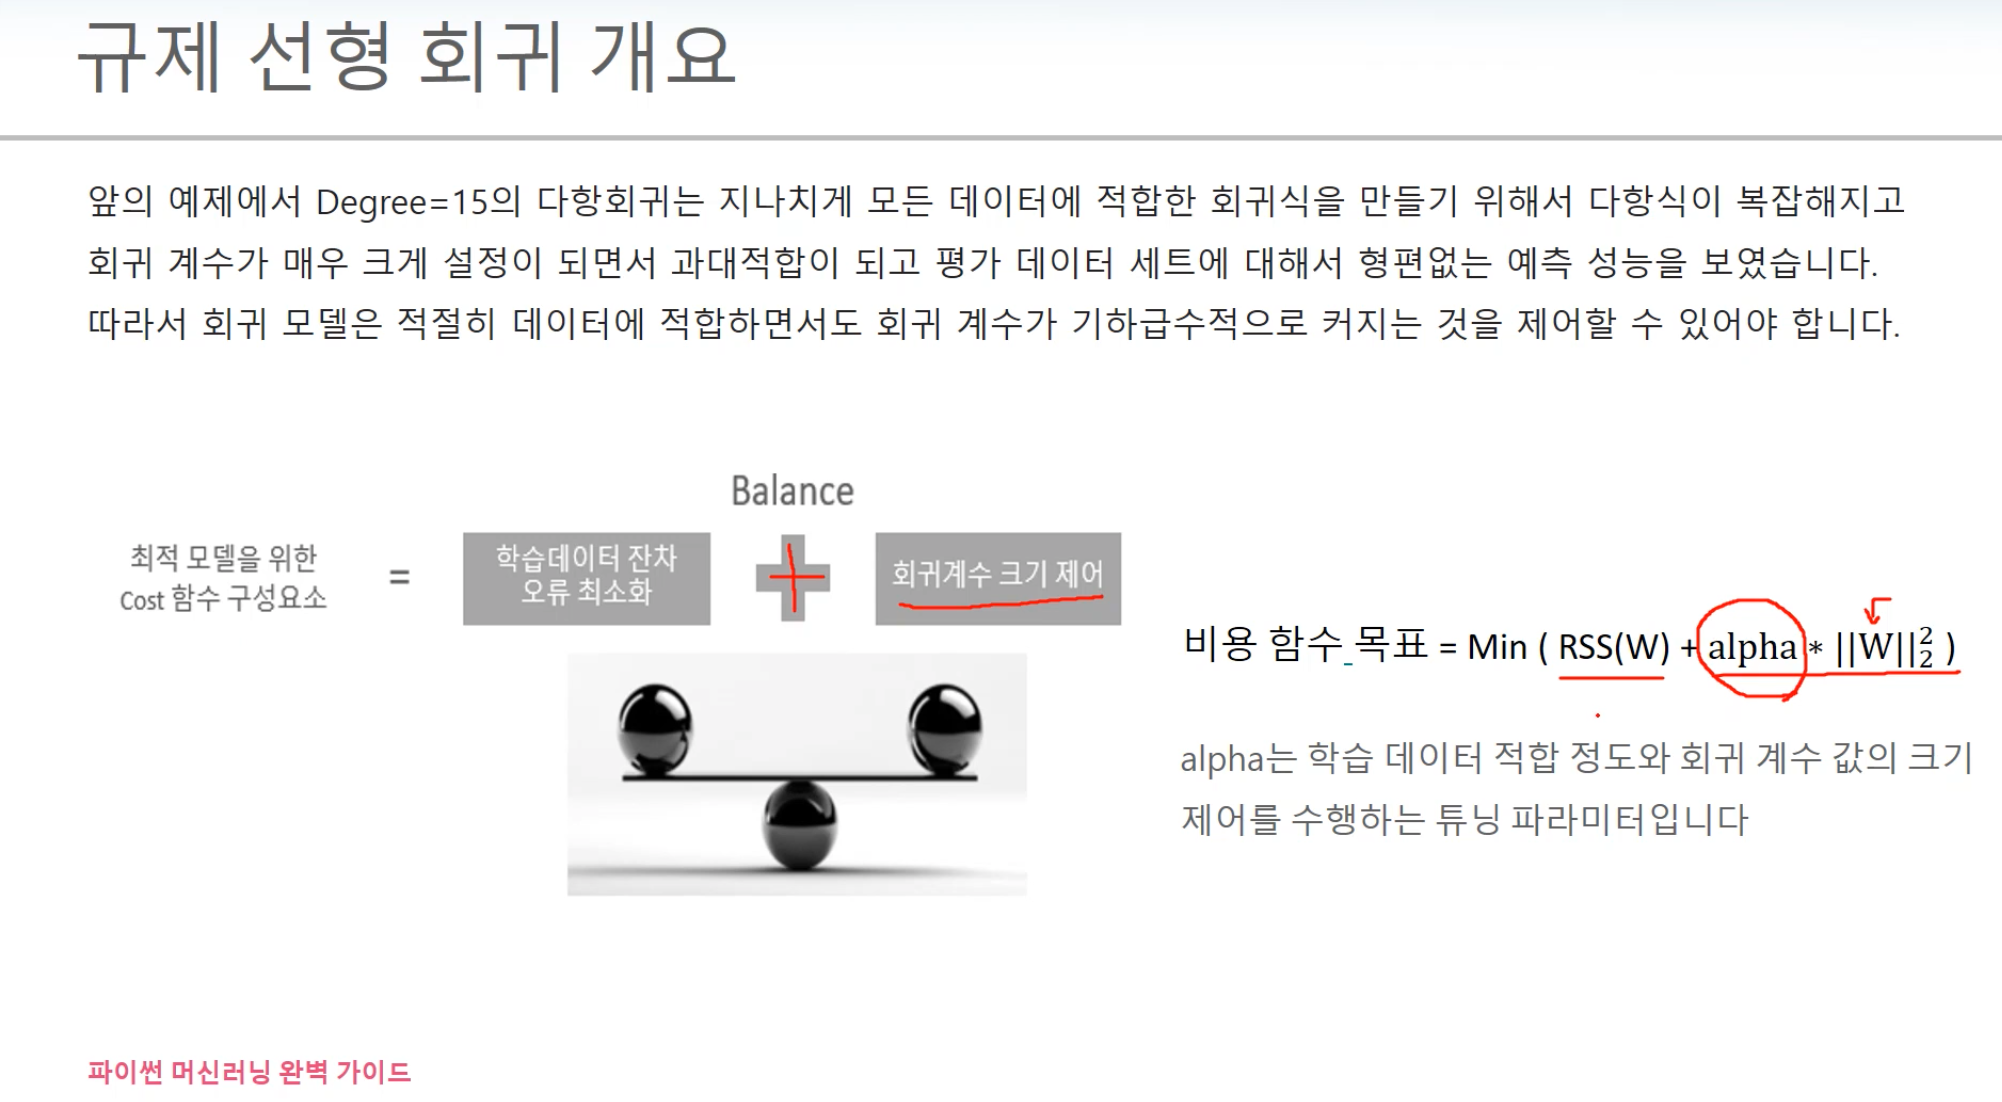 규제 선형 회귀 개요
앞의 예제에서 Degree=15의 다항회귀는 지나치게 모든 데이터에 적합한 회귀식을 만들기 위해서 다항식이 복잡해지고
회귀 계수가 매우 크게 설정이 되면서 과대적합이 되고 평가 데이터 세트에 대해서 형편없는 예측 성능을 보였습니다.
따라서 회귀 모델은 적절히 데이터에 적합하면서도 회귀 계수가 기하급수적으로 커지는 것을 제어할 수 있어야 합니다.
Balance
최적 모델을 위한
Cost 함수 구성요소
=
학습데이터 잔차
오류 최소화
+
회귀계수 크기 제어
비용 함수 목표 = Min ( RSS(W) + alpha * ||W||₂² )
alpha는 학습 데이터 적합 정도와 회귀 계수 값의 크기
제어를 수행하는 튜닝 파라미터입니다
파이썬 머신러닝 완벽 가이드